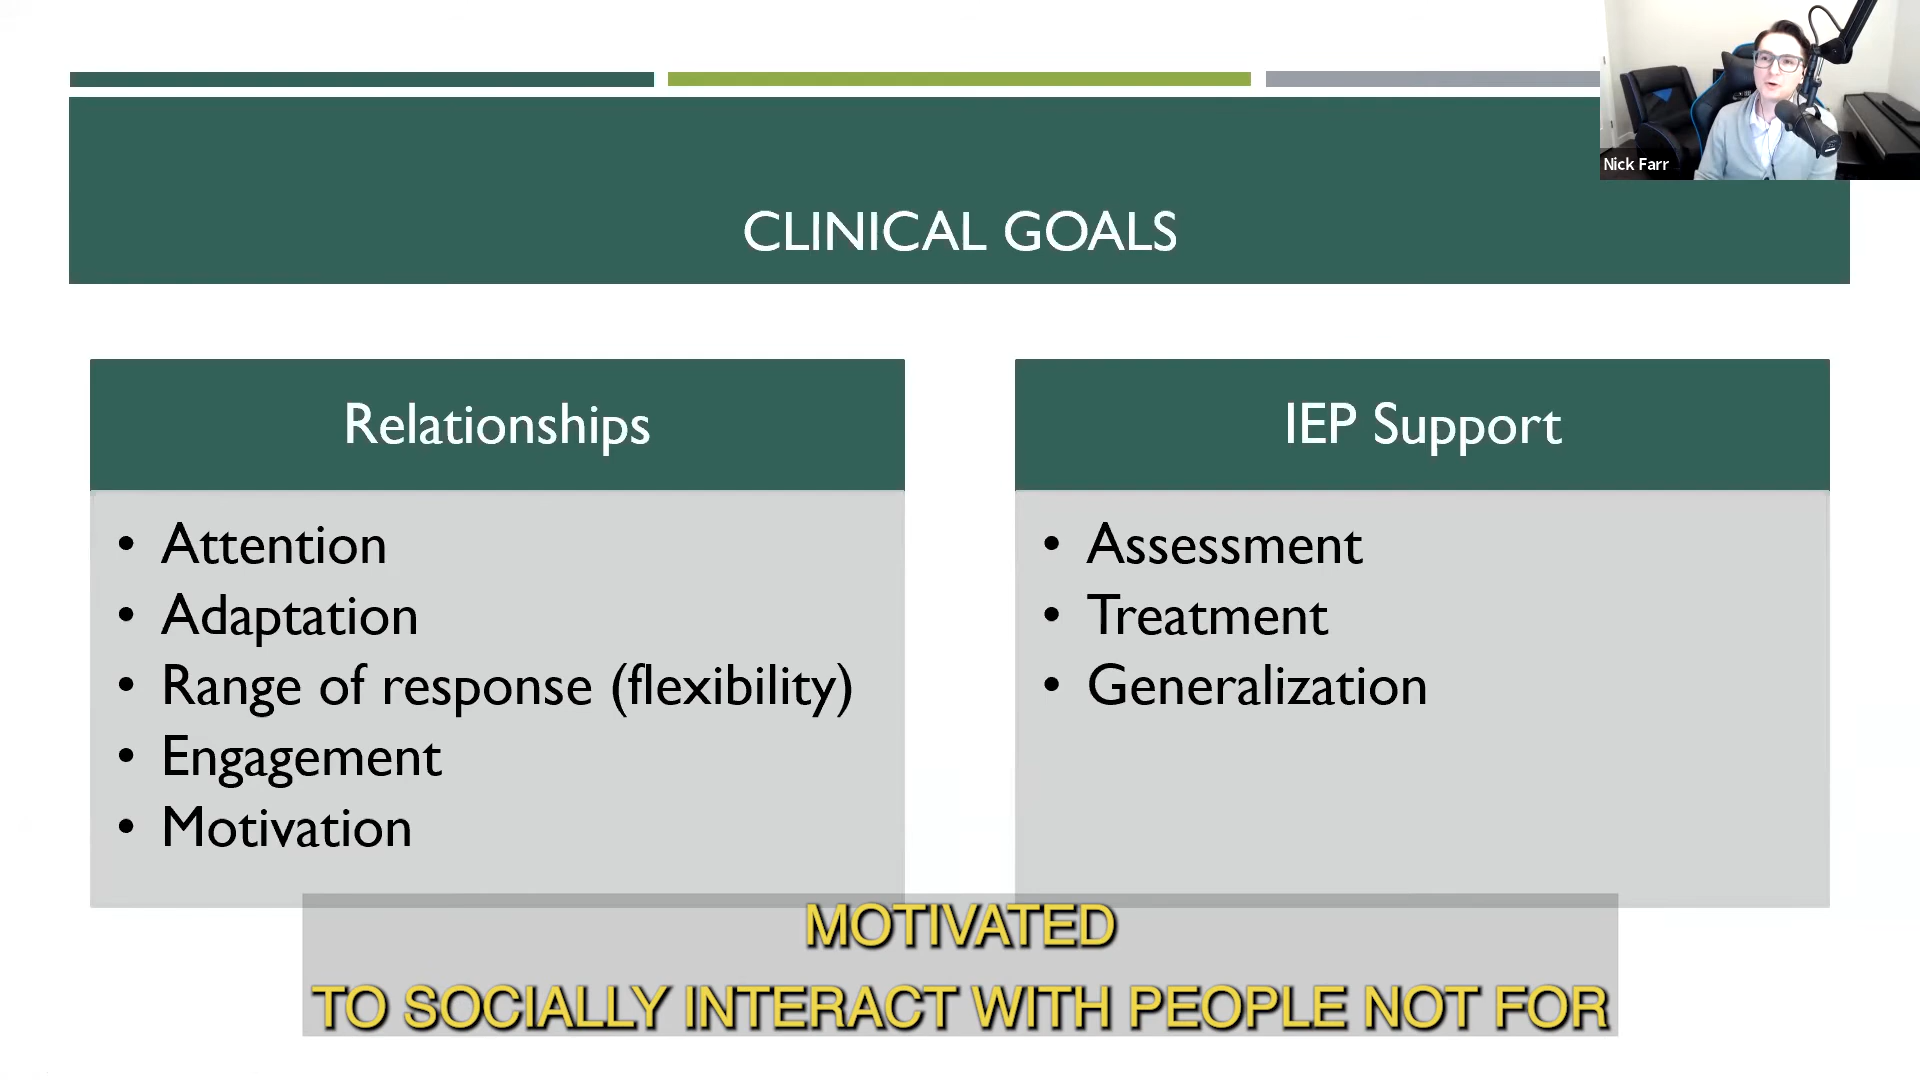 Nick Farr
CLINICAL GOALS
Relationships
• Attention
• Adaptation
• Range of response (flexibility)
• Engagement
• Motivation
IEP Support
• Assessment
• Treatment
• Generalization
MOTIVATED
TO SOCIALLY INTERACT WITH PEOPLE NOT FOR